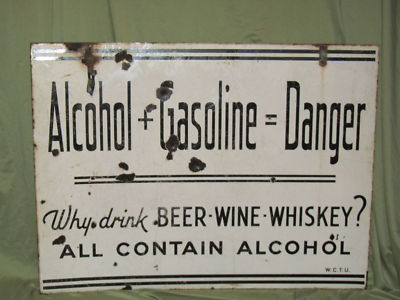 Alcohol + Gasoline = Danger
Why drink BEER · WINE · WHISKEY?
ALL CONTAIN ALCOHOL
W.C.T.U.